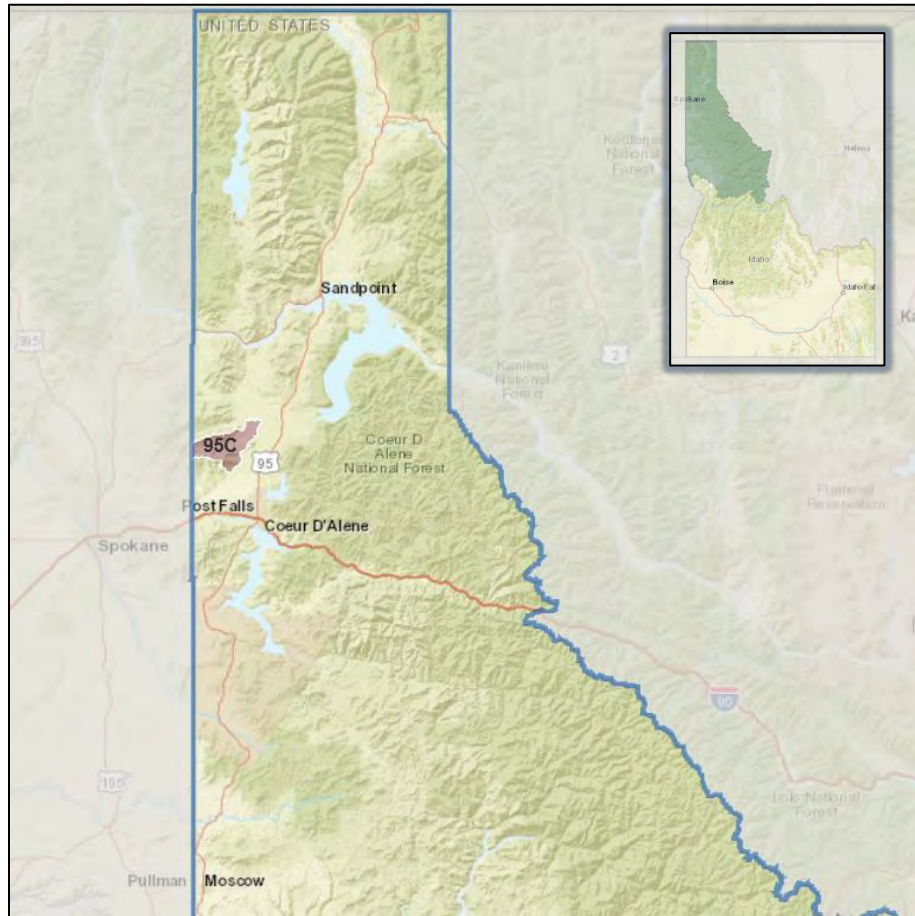 UNITED STATES
Spokane
Kootenai
National
Forest
Helena
Idaho
Boise
Idaho Fall
Sandpoint
395
2
Kaniksu
National
Forest
95C
Coeur D
Alene
National Forest
95
Flathead
Reservation
Post Falls
Coeur D'Alene
Spokane
90
195
Lolo National
Forest
Pullman
Moscow